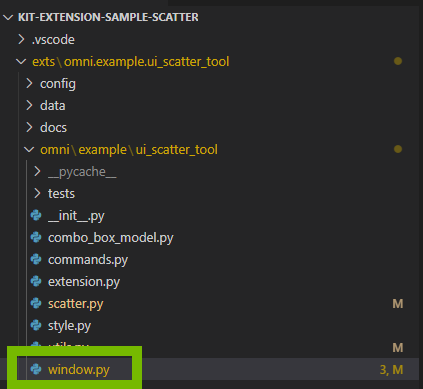 KIT-EXTENSION-SAMPLE-SCATTER
.vscode
exts\omni.example.ui_scatter_tool
config
data
docs
omni\example\ui_scatter_tool
__pycache__
tests
__init__.py
combo_box_model.py
commands.py
extension.py
scatter.py M
style.py
utils.py M
window.py 3, M